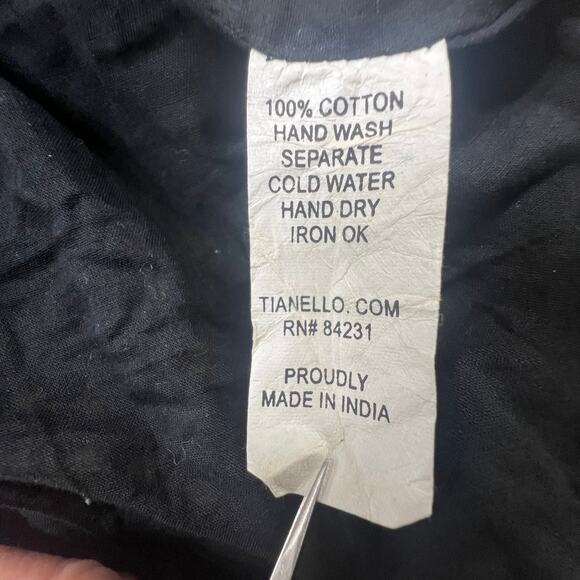 100% COTTON
HAND WASH
SEPARATE
COLD WATER
HAND DRY
IRON OK
TIANELLO. COM
RN# 84231
PROUDLY
MADE IN INDIA